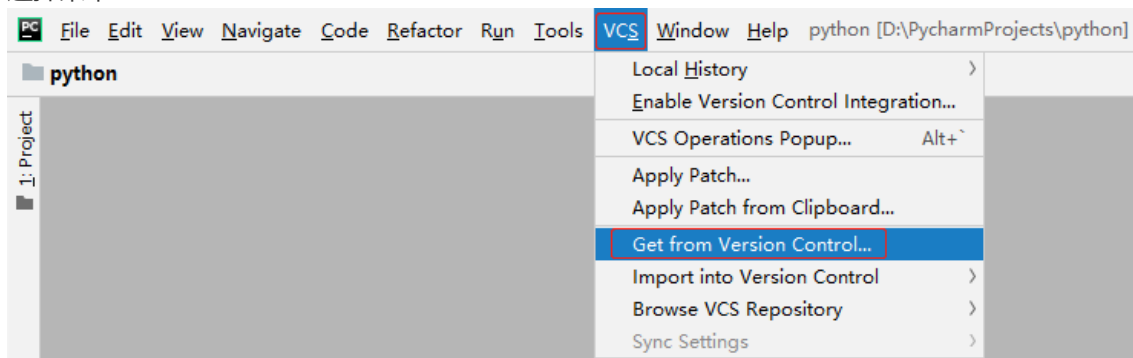 PC File Edit View Navigate Code Refactor Run Tools VCS Window Help python [D:\PycharmProjects\python]
python
1: Project
Local History
Enable Version Control Integration...
VCS Operations Popup... Alt+`
Apply Patch...
Apply Patch from Clipboard...
Get from Version Control...
Import into Version Control
Browse VCS Repository
Sync Settings